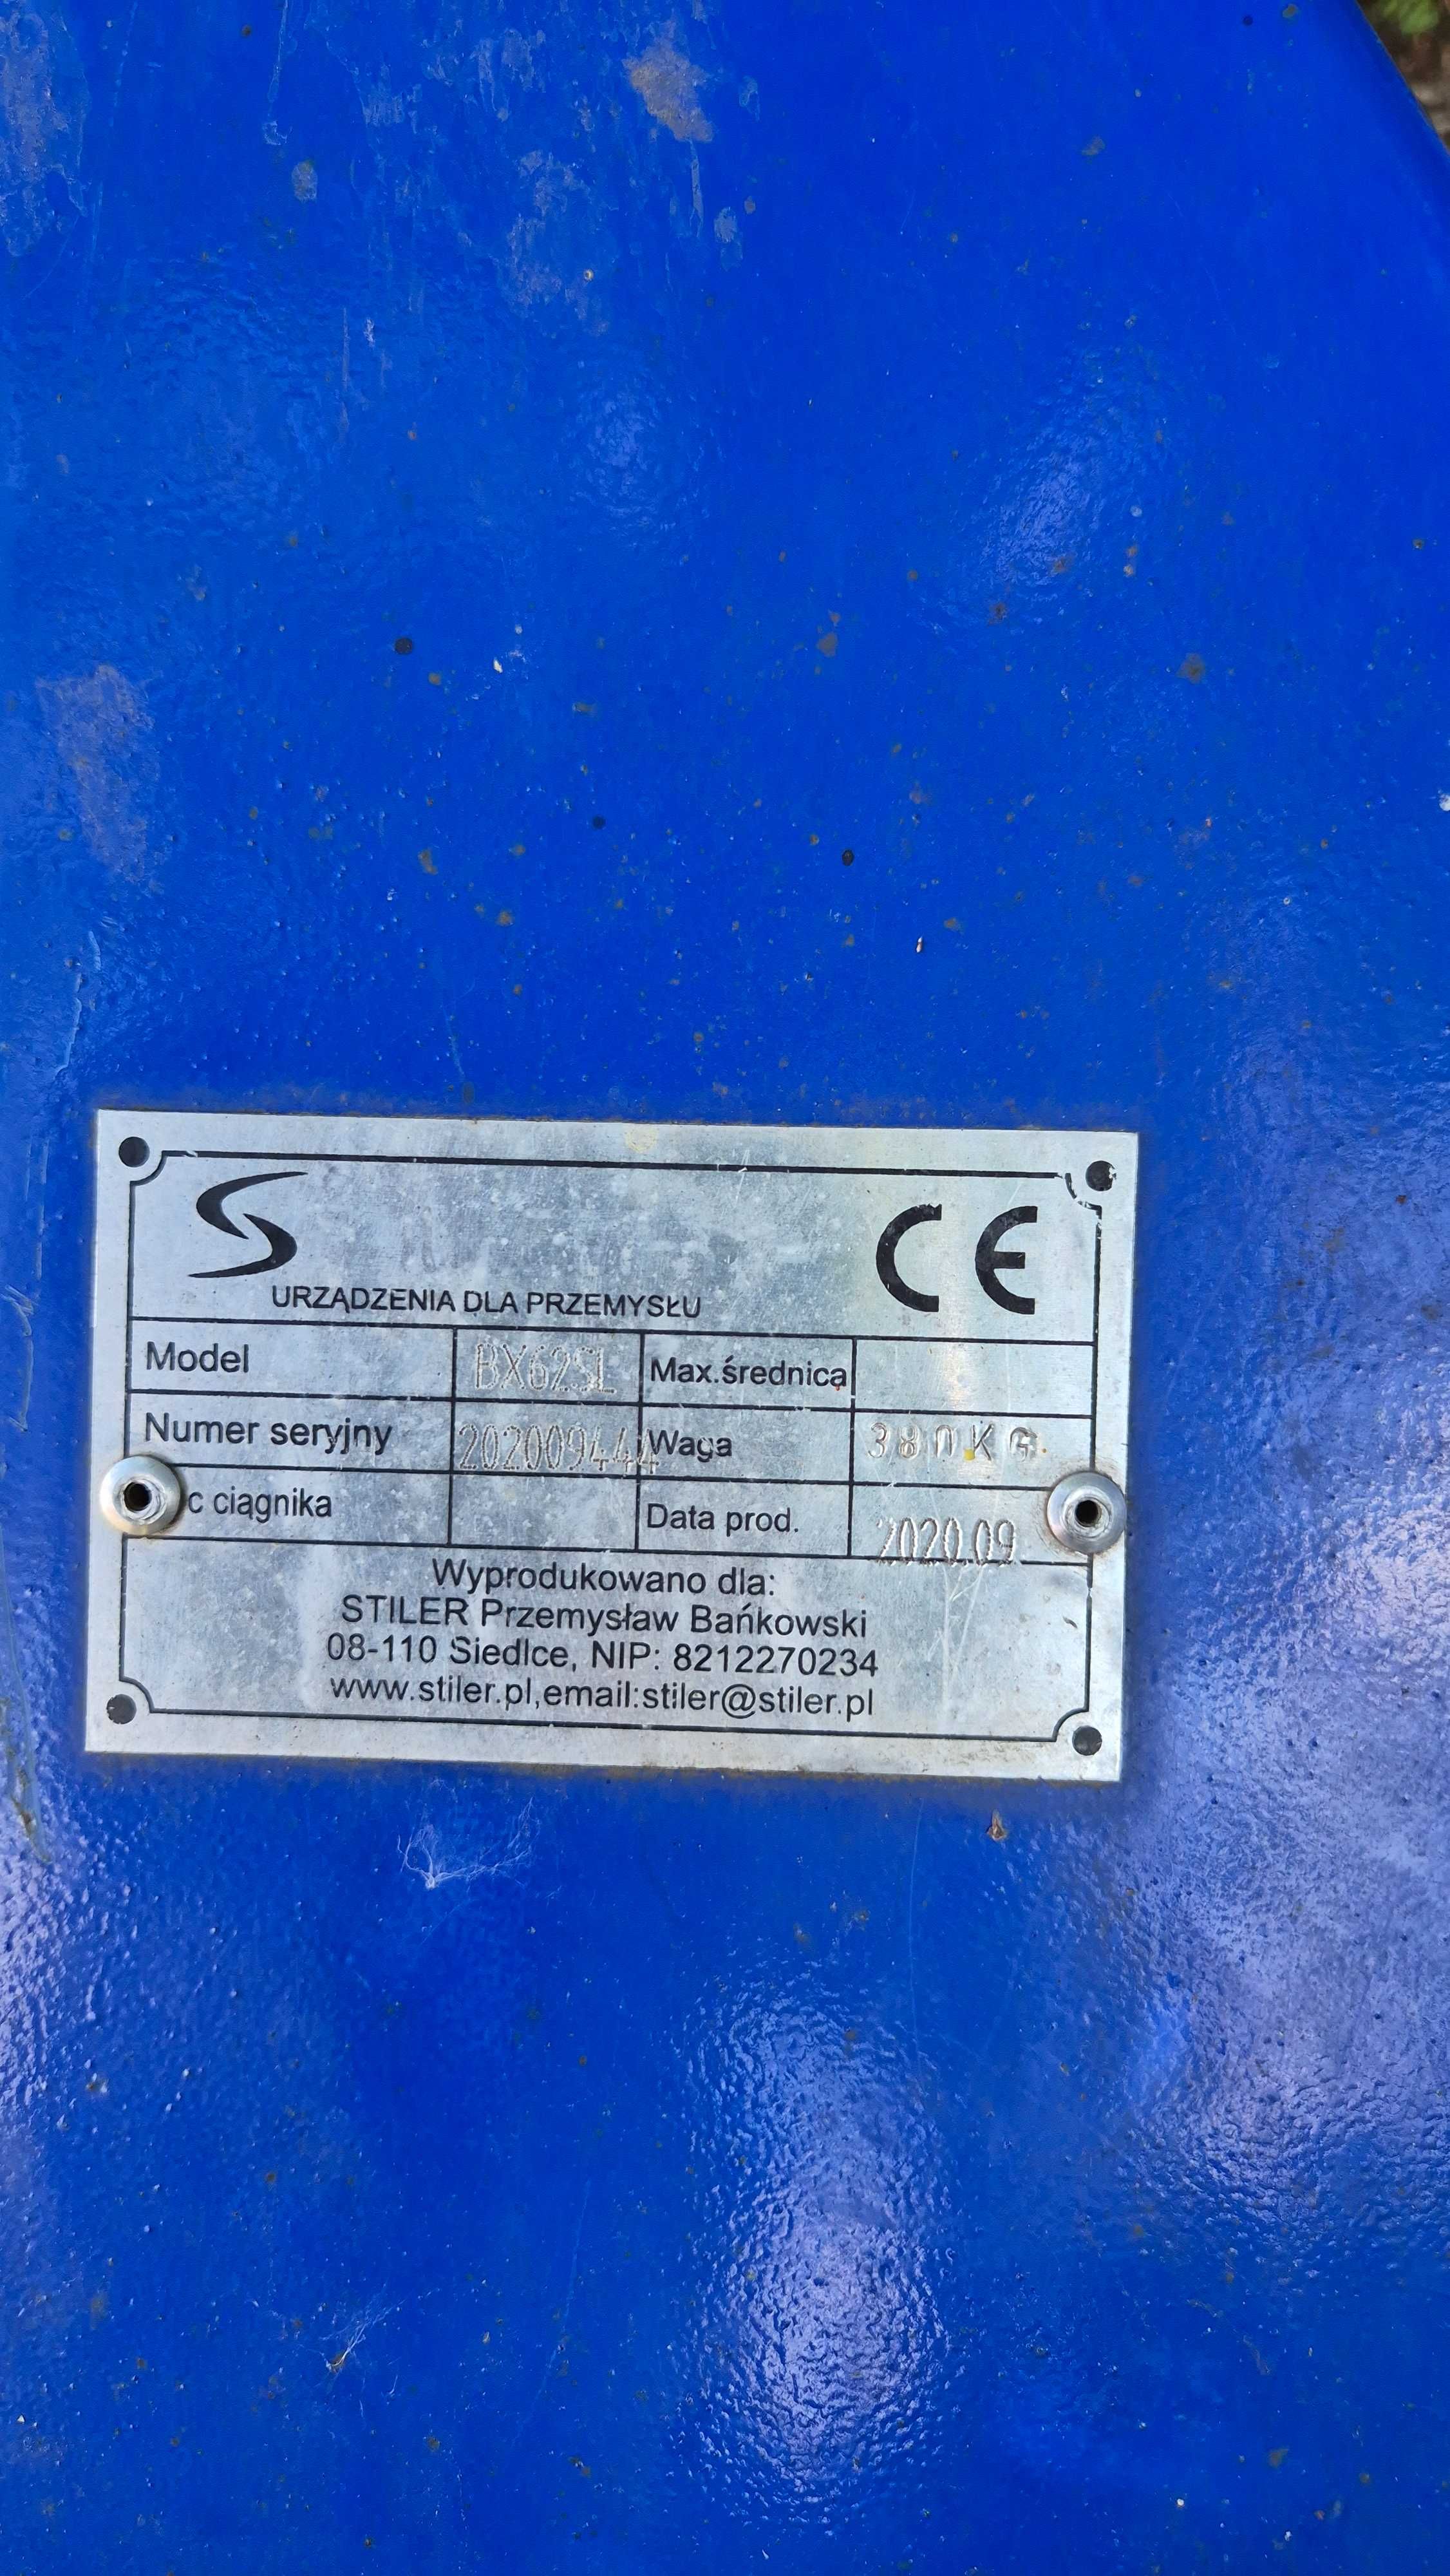 CE
URZĄDZENIA DLA PRZEMYSŁU
Model BX62SL Max.średnica
Numer seryjny 202009444 Waga 380KG
c ciągnika Data prod. 2020.09
Wyprodukowano dla:
STILER Przemysław Bańkowski
08-110 Siedlce, NIP: 8212270234
www.stiler.pl,email:stiler@stiler.pl